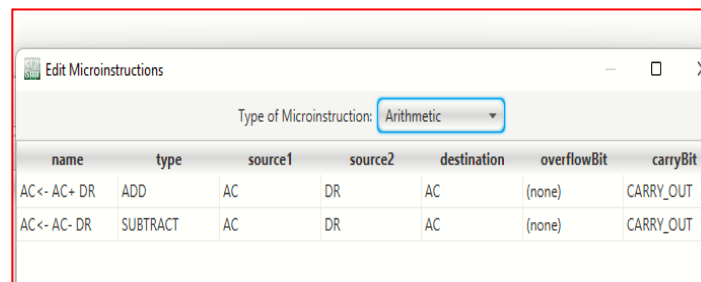 Edit Microinstructions
Type of Microinstruction: Arithmetic
name type source1 source2 destination overflowBit carryBit
AC<- AC+ DR ADD AC DR AC (none) CARRY_OUT
AC<- AC- DR SUBTRACT AC DR AC (none) CARRY_OUT